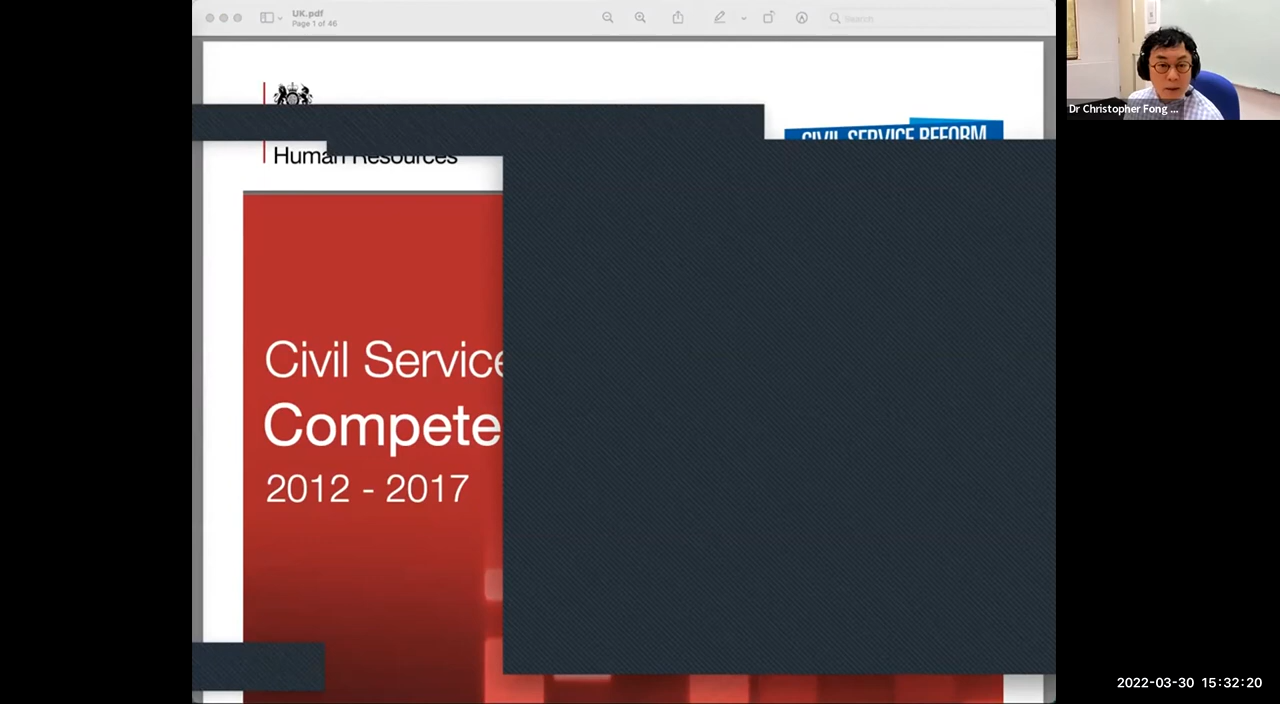 UK.pdf
Page 1 of 46
Search
Dr Christopher Fong ...
CIVIL SERVICE REFORM
Human Resources
Civil Service
Compete
2012 - 2017
2022-03-30 15:32:20